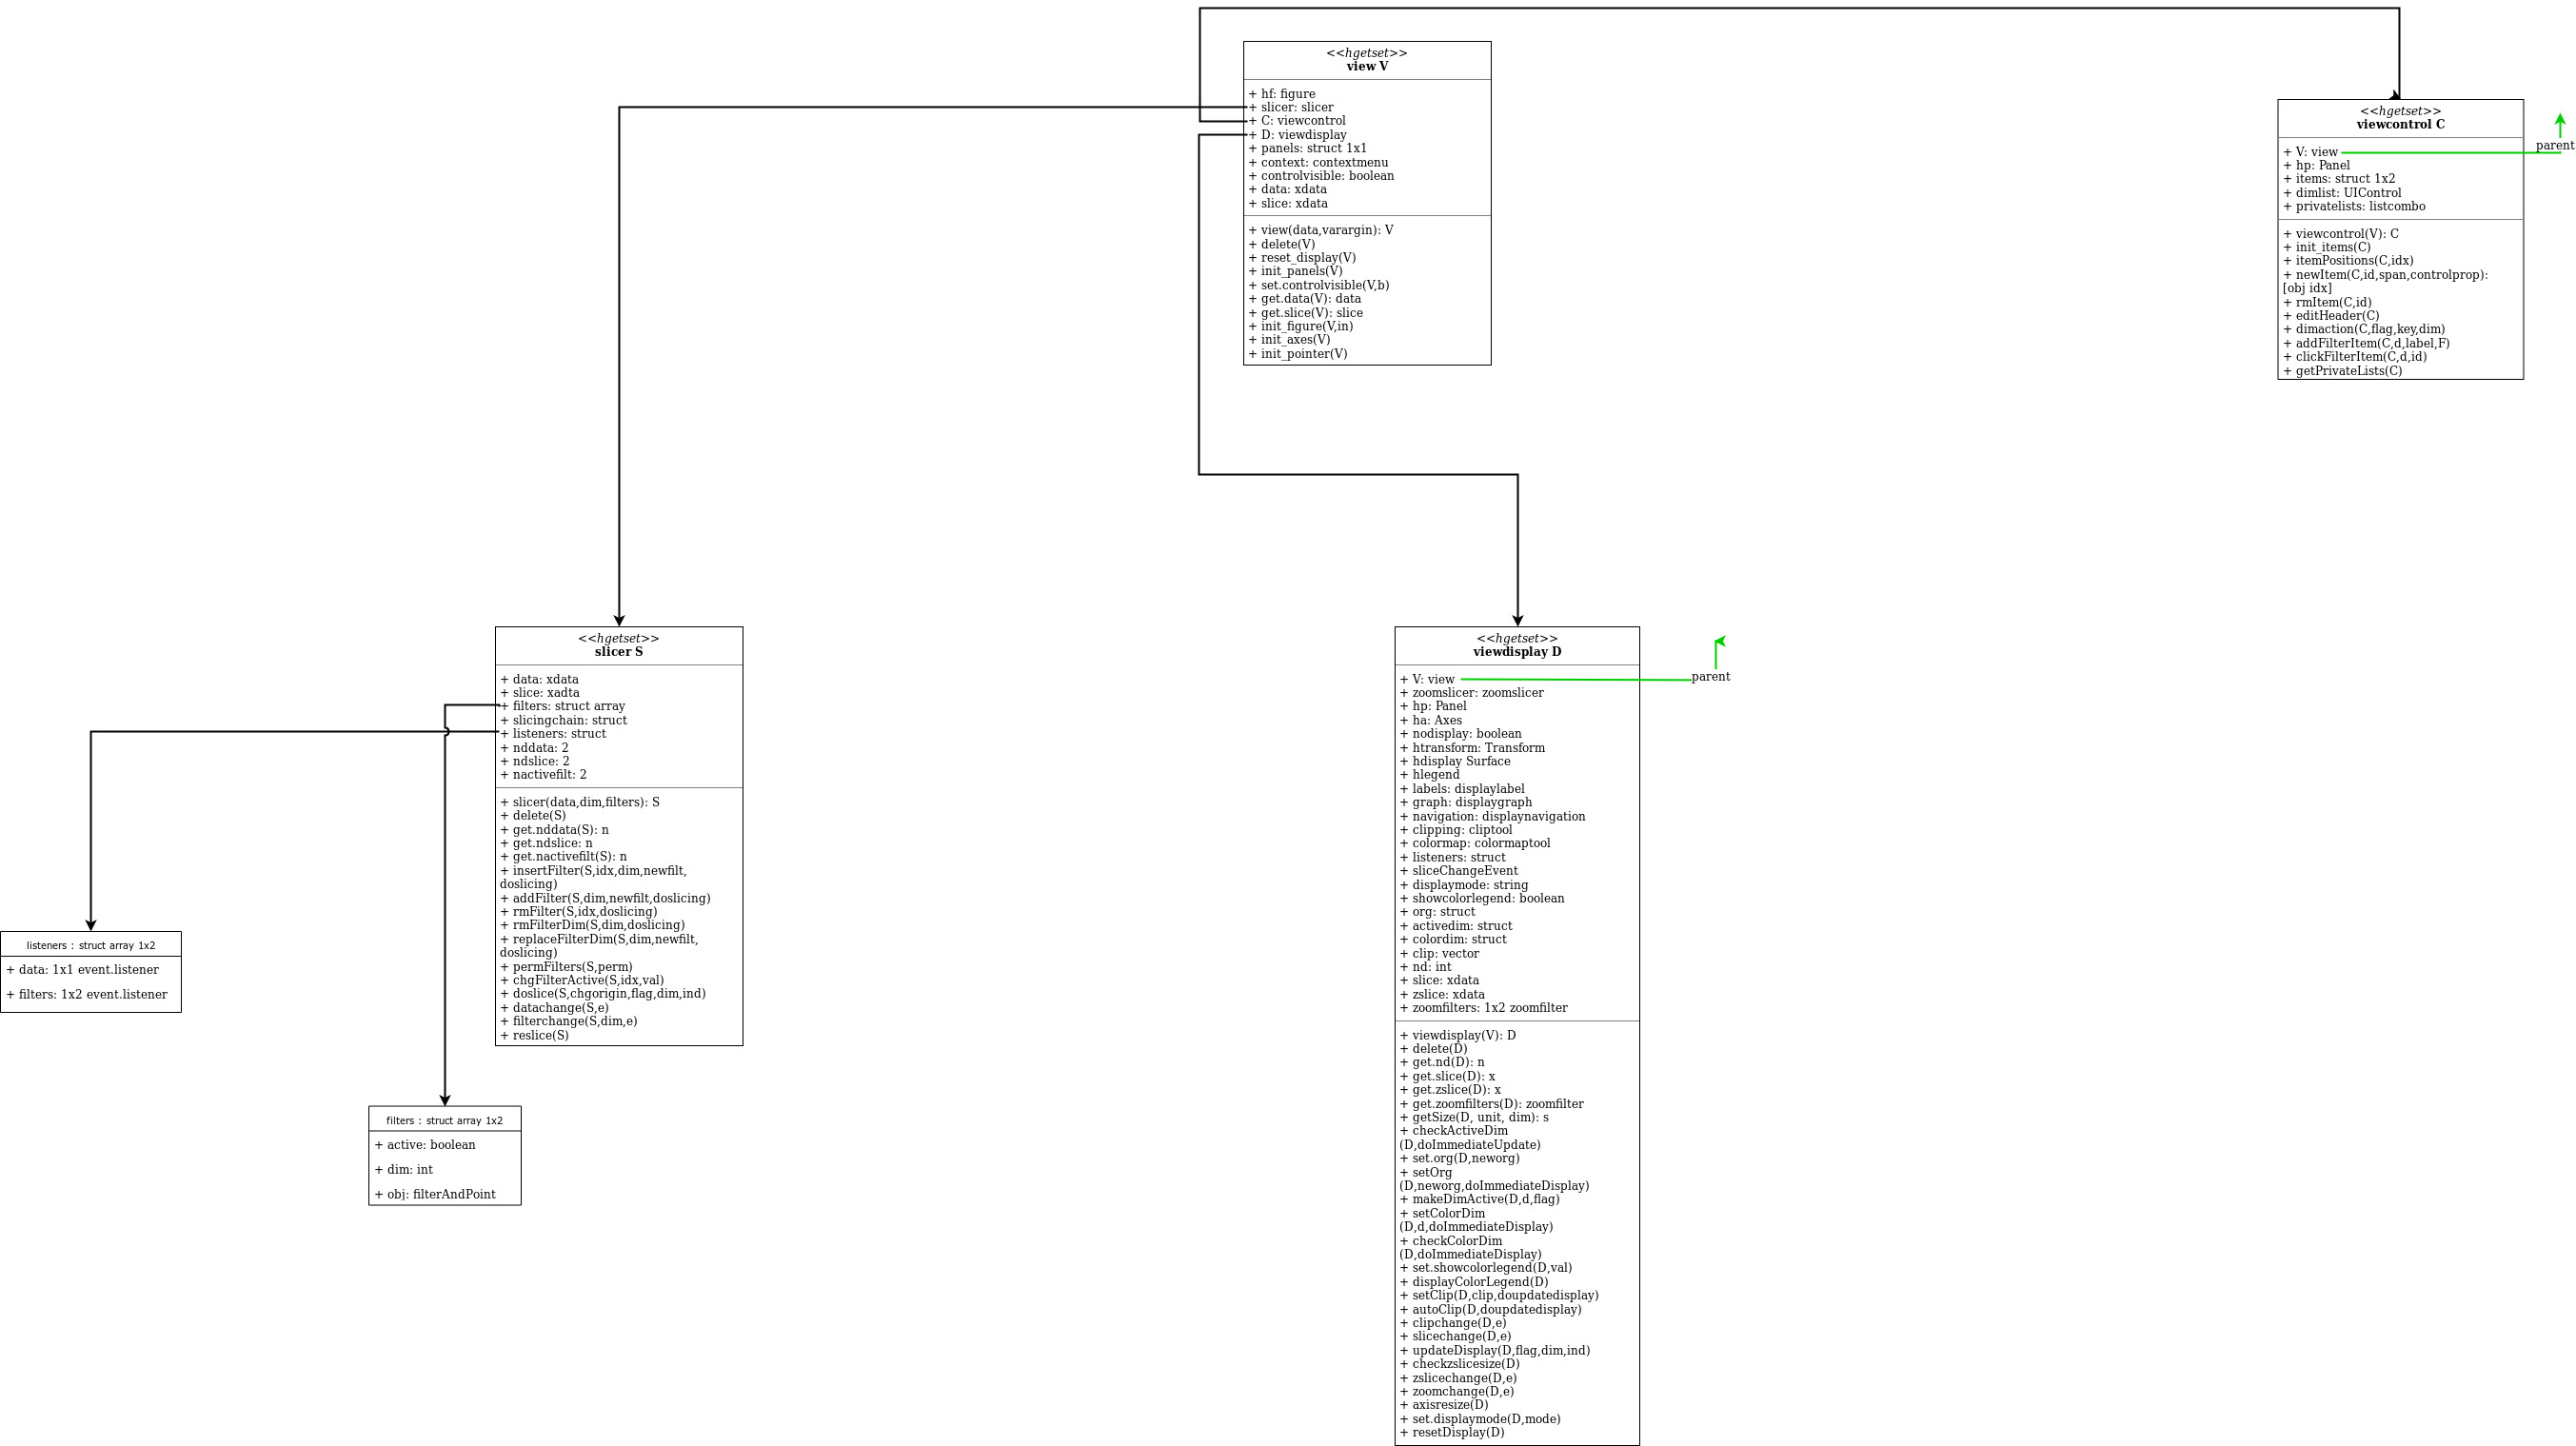 <<hgetset>>
view V
+ hf: figure
+ slicer: slicer
+ C: viewcontrol
+ D: viewdisplay
+ panels: struct 1x1
+ context: contextmenu
+ controlvisible: boolean
+ data: xdata
+ slice: xdata
+ view(data,varargin): V
+ delete(V)
+ reset_display(V)
+ init_panels(V)
+ set.controlvisible(V,b)
+ get.data(V): data
+ get.slice(V): slice
+ init_figure(V,in)
+ init_axes(V)
+ init_pointer(V)
<<hgetset>>
viewcontrol C
+ V: view
+ hp: Panel
+ items: struct 1x2
+ dimlist: UIControl
+ privatelists: listcombo
+ viewcontrol(V): C
+ init_items(C)
+ itemPositions(C,idx)
+ newItem(C,id,span,controlprop):
[obj idx]
+ rmItem(C,id)
+ editHeader(C)
+ dimaction(C,flag,key,dim)
+ addFilterItem(C,d,label,F)
+ clickFilterItem(C,d,id)
+ getPrivateLists(C)
parent
<<hgetset>>
slicer S
+ data: xdata
+ slice: xadta
+ filters: struct array
+ slicingchain: struct
+ listeners: struct
+ nddata: 2
+ ndslice: 2
+ nactivefilt: 2
+ slicer(data,dim,filters): S
+ delete(S)
+ get.nddata(S): n
+ get.ndslice: n
+ get.nactivefilt(S): n
+ insertFilter(S,idx,dim,newfilt,
doslicing)
+ addFilter(S,dim,newfilt,doslicing)
+ rmFilter(S,idx,doslicing)
+ rmFilterDim(S,dim,doslicing)
+ replaceFilterDim(S,dim,newfilt,
doslicing)
+ permFilters(S,perm)
+ chgFilterActive(S,idx,val)
+ doslice(S,chgorigin,flag,dim,ind)
+ datachange(S,e)
+ filterchange(S,dim,e)
+ reslice(S)
<<hgetset>>
viewdisplay D
+ V: view
+ zoomslicer: zoomslicer
+ hp: Panel
+ ha: Axes
+ nodisplay: boolean
+ htransform: Transform
+ hdisplay Surface
+ hlegend
+ labels: displaylabel
+ graph: displaygraph
+ navigation: displaynavigation
+ clipping: cliptool
+ colormap: colormaptool
+ listeners: struct
+ sliceChangeEvent
+ displaymode: string
+ showcolorlegend: boolean
+ org: struct
+ activedim: struct
+ colordim: struct
+ clip: vector
+ nd: int
+ slice: xdata
+ zslice: xdata
+ zoomfilters: 1x2 zoomfilter
+ viewdisplay(V): D
+ delete(D)
+ get.nd(D): n
+ get.slice(D): x
+ get.zslice(D): x
+ get.zoomfilters(D): zoomfilter
+ getSize(D, unit, dim): s
+ checkActiveDim
(D,doImmediateUpdate)
+ set.org(D,neworg)
+ setOrg
(D,neworg,doImmediateDisplay)
+ makeDimActive(D,d,flag)
+ setColorDim
(D,d,doImmediateDisplay)
+ checkColorDim
(D,doImmediateDisplay)
+ set.showcolorlegend(D,val)
+ displayColorLegend(D)
+ setClip(D,clip,doupdatedisplay)
+ autoClip(D,doupdatedisplay)
+ clipchange(D,e)
+ slicechange(D,e)
+ updateDisplay(D,flag,dim,ind)
+ checkzslicesize(D)
+ zslicechange(D,e)
+ zoomchange(D,e)
+ axisresize(D)
+ set.displaymode(D,mode)
+ resetDisplay(D)
parent
listeners : struct array 1x2
+ data: 1x1 event.listener
+ filters: 1x2 event.listener
filters : struct array 1x2
+ active: boolean
+ dim: int
+ obj: filterAndPoint